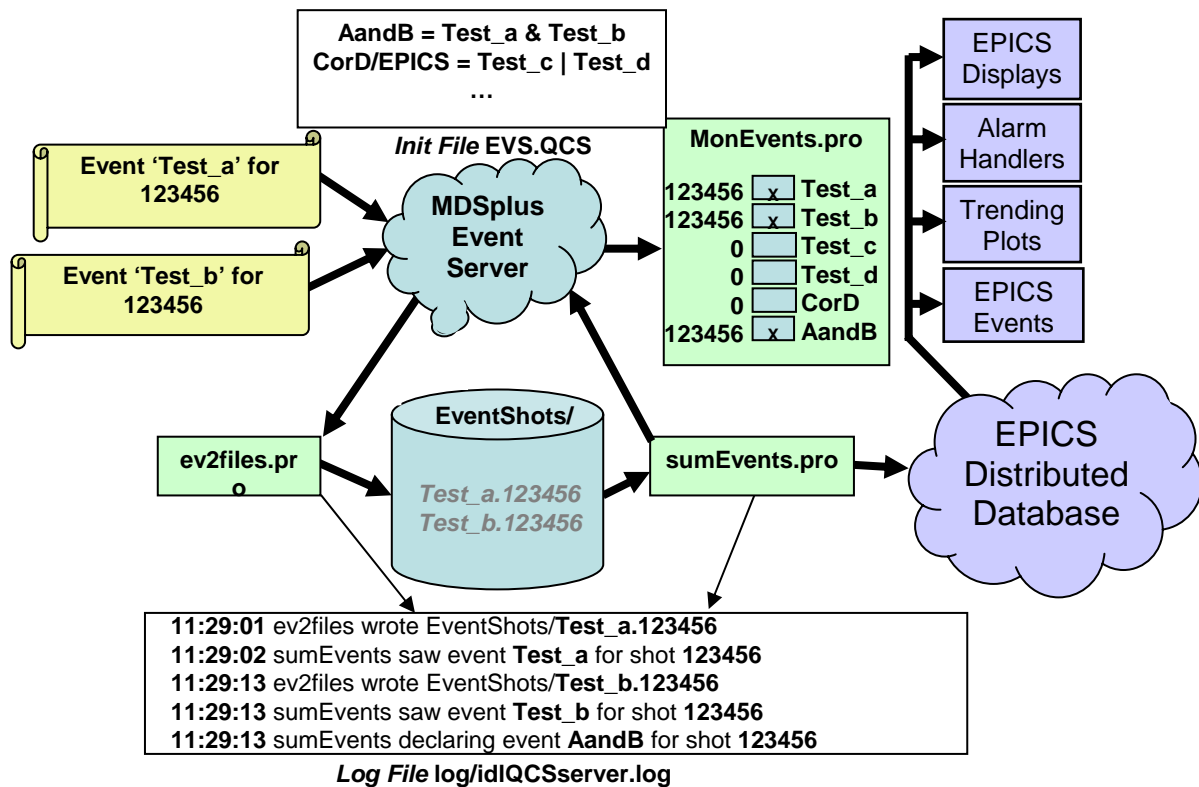 AandB = Test_a & Test_b
CorD/EPICS = Test_c | Test_d
…
Init File EVS.QCS
Event ‘Test_a’ for
123456
Event ‘Test_b’ for
123456
MDSplus
Event
Server
MonEvents.pro
123456 x Test_a
123456 x Test_b
0 Test_c
0 Test_d
0 CorD
123456 x AandB
EPICS
Displays
Alarm
Handlers
Trending
Plots
EPICS
Events
ev2files.pr
o
EventShots/
Test_a.123456
Test_b.123456
sumEvents.pro
EPICS
Distributed
Database
11:29:01 ev2files wrote EventShots/Test_a.123456
11:29:02 sumEvents saw event Test_a for shot 123456
11:29:13 ev2files wrote EventShots/Test_b.123456
11:29:13 sumEvents saw event Test_b for shot 123456
11:29:13 sumEvents declaring event AandB for shot 123456
Log File log/idlQCSserver.log